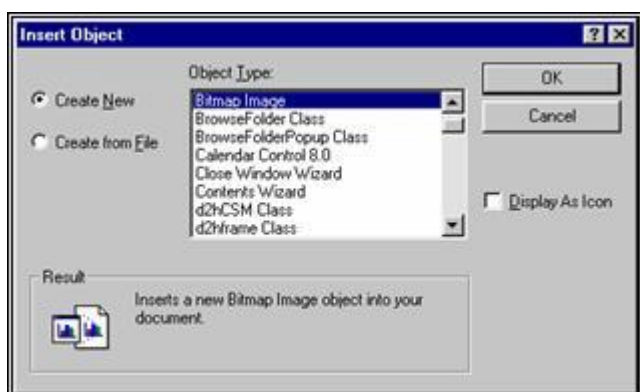 Insert Object
Object Type:
Create New
Create from File
Bitmap Image
BrowseFolder Class
BrowseFolderPopup Class
Calendar Control 8.0
Close Window Wizard
Contents Wizard
d2hCSM Class
d2hframe Class
OK
Cancel
Display As Icon
Result
Inserts a new Bitmap Image object into your
document.